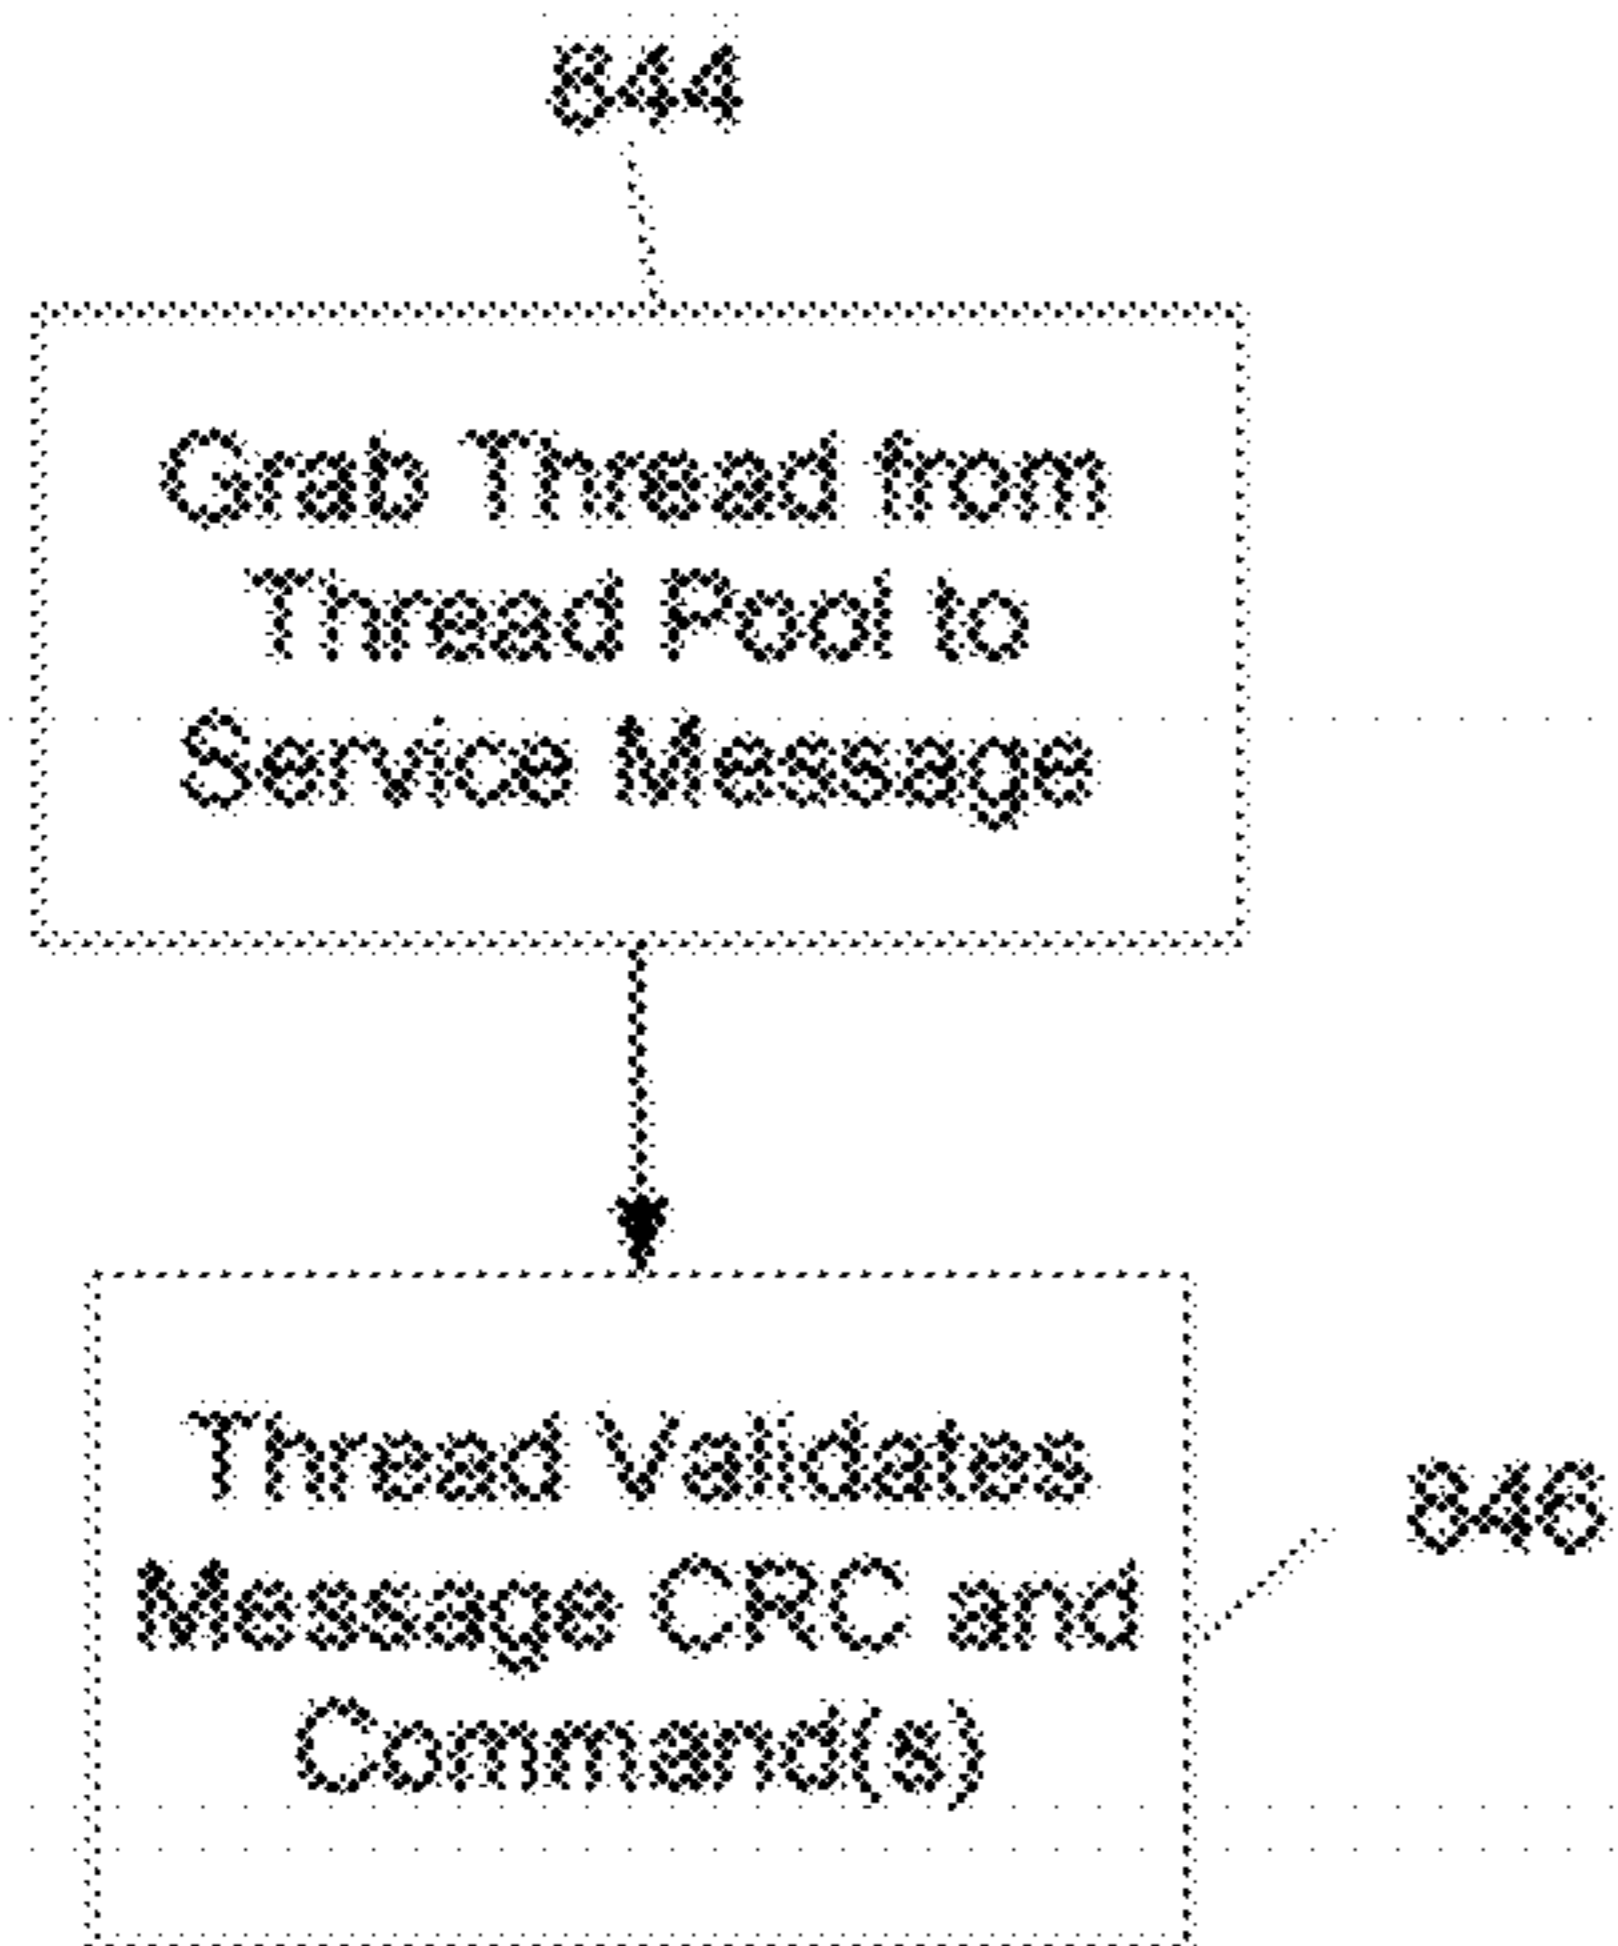 844
Grab Thread from
Thread Pool to
Service Message
Thread Validates
Message CRC and
Command(s)
846